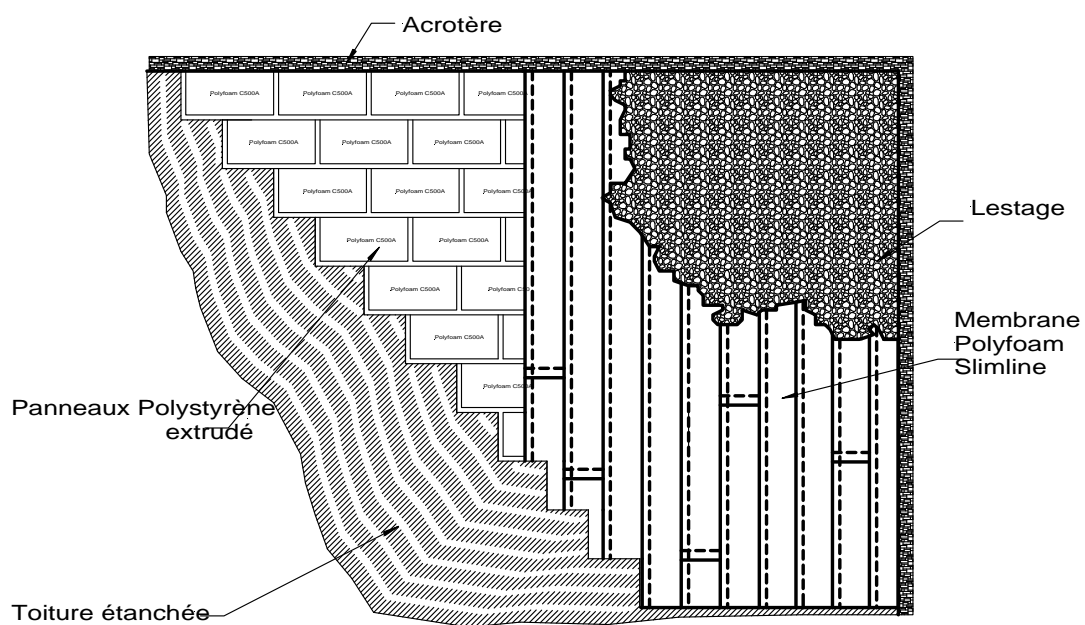 Acrotère
Polyfoam C500A Polyfoam C500A Polyfoam C500A Polyfoam C500A
Polyfoam C500A Polyfoam C500A Polyfoam C500A
Polyfoam C500A Polyfoam C500A Polyfoam C500A
Polyfoam C500A Polyfoam C500A
Polyfoam C500A Polyfoam C500A
Polyfoam C500A
Polyfoam C500A
Lestage
Membrane
Polyfoam
Slimline
Panneaux Polystyrène
extrudé
Toiture étanchée